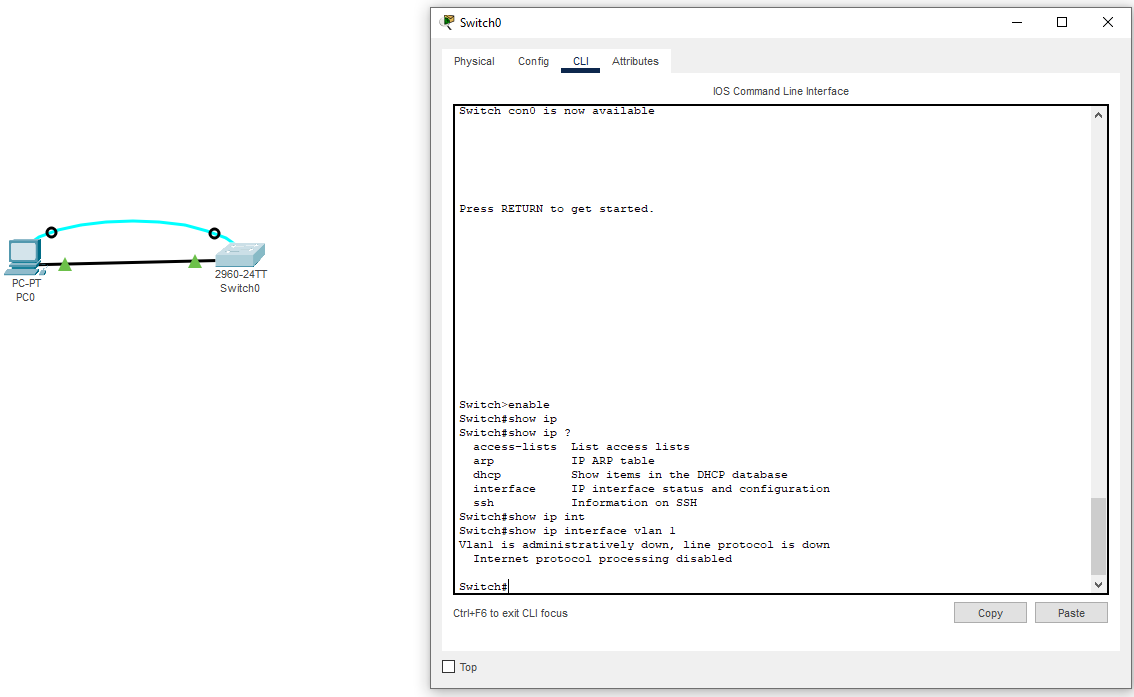 Switch0
Physical Config CLI Attributes
IOS Command Line Interface
Switch con0 is now available
Press RETURN to get started.
Switch>enable
Switch#show ip
Switch#show ip ?
  access-lists  List access lists
  arp           IP ARP table
  dhcp          Show items in the DHCP database
  interface     IP interface status and configuration
  ssh           Information on SSH
Switch#show ip int
Switch#show ip interface vlan 1
Vlan1 is administratively down, line protocol is down
  Internet protocol processing disabled
Switch#
Ctrl+F6 to exit CLI focus
Copy
Paste
Top
PC-PT
PC0
2960-24TT
Switch0